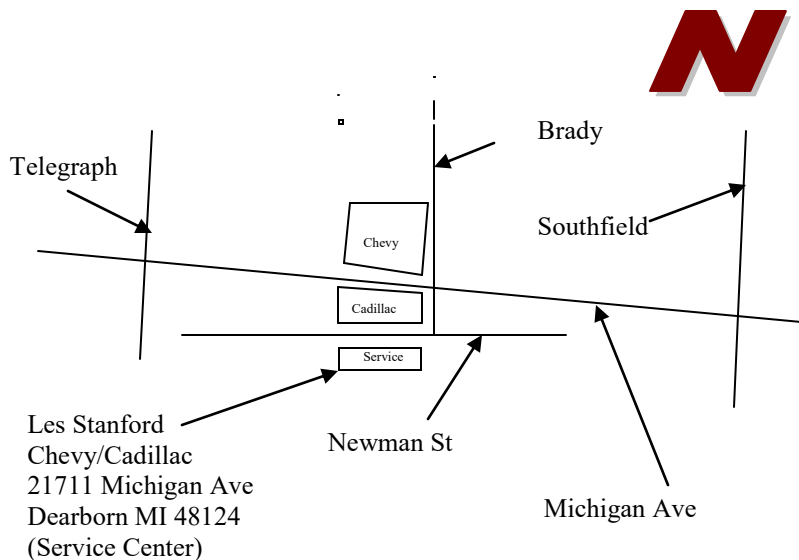 N
Brady
Telegraph
Southfield
Chevy
Cadillac
Service
Les Stanford
Chevy/Cadillac
21711 Michigan Ave
Dearborn MI 48124
(Service Center)
Newman St
Michigan Ave